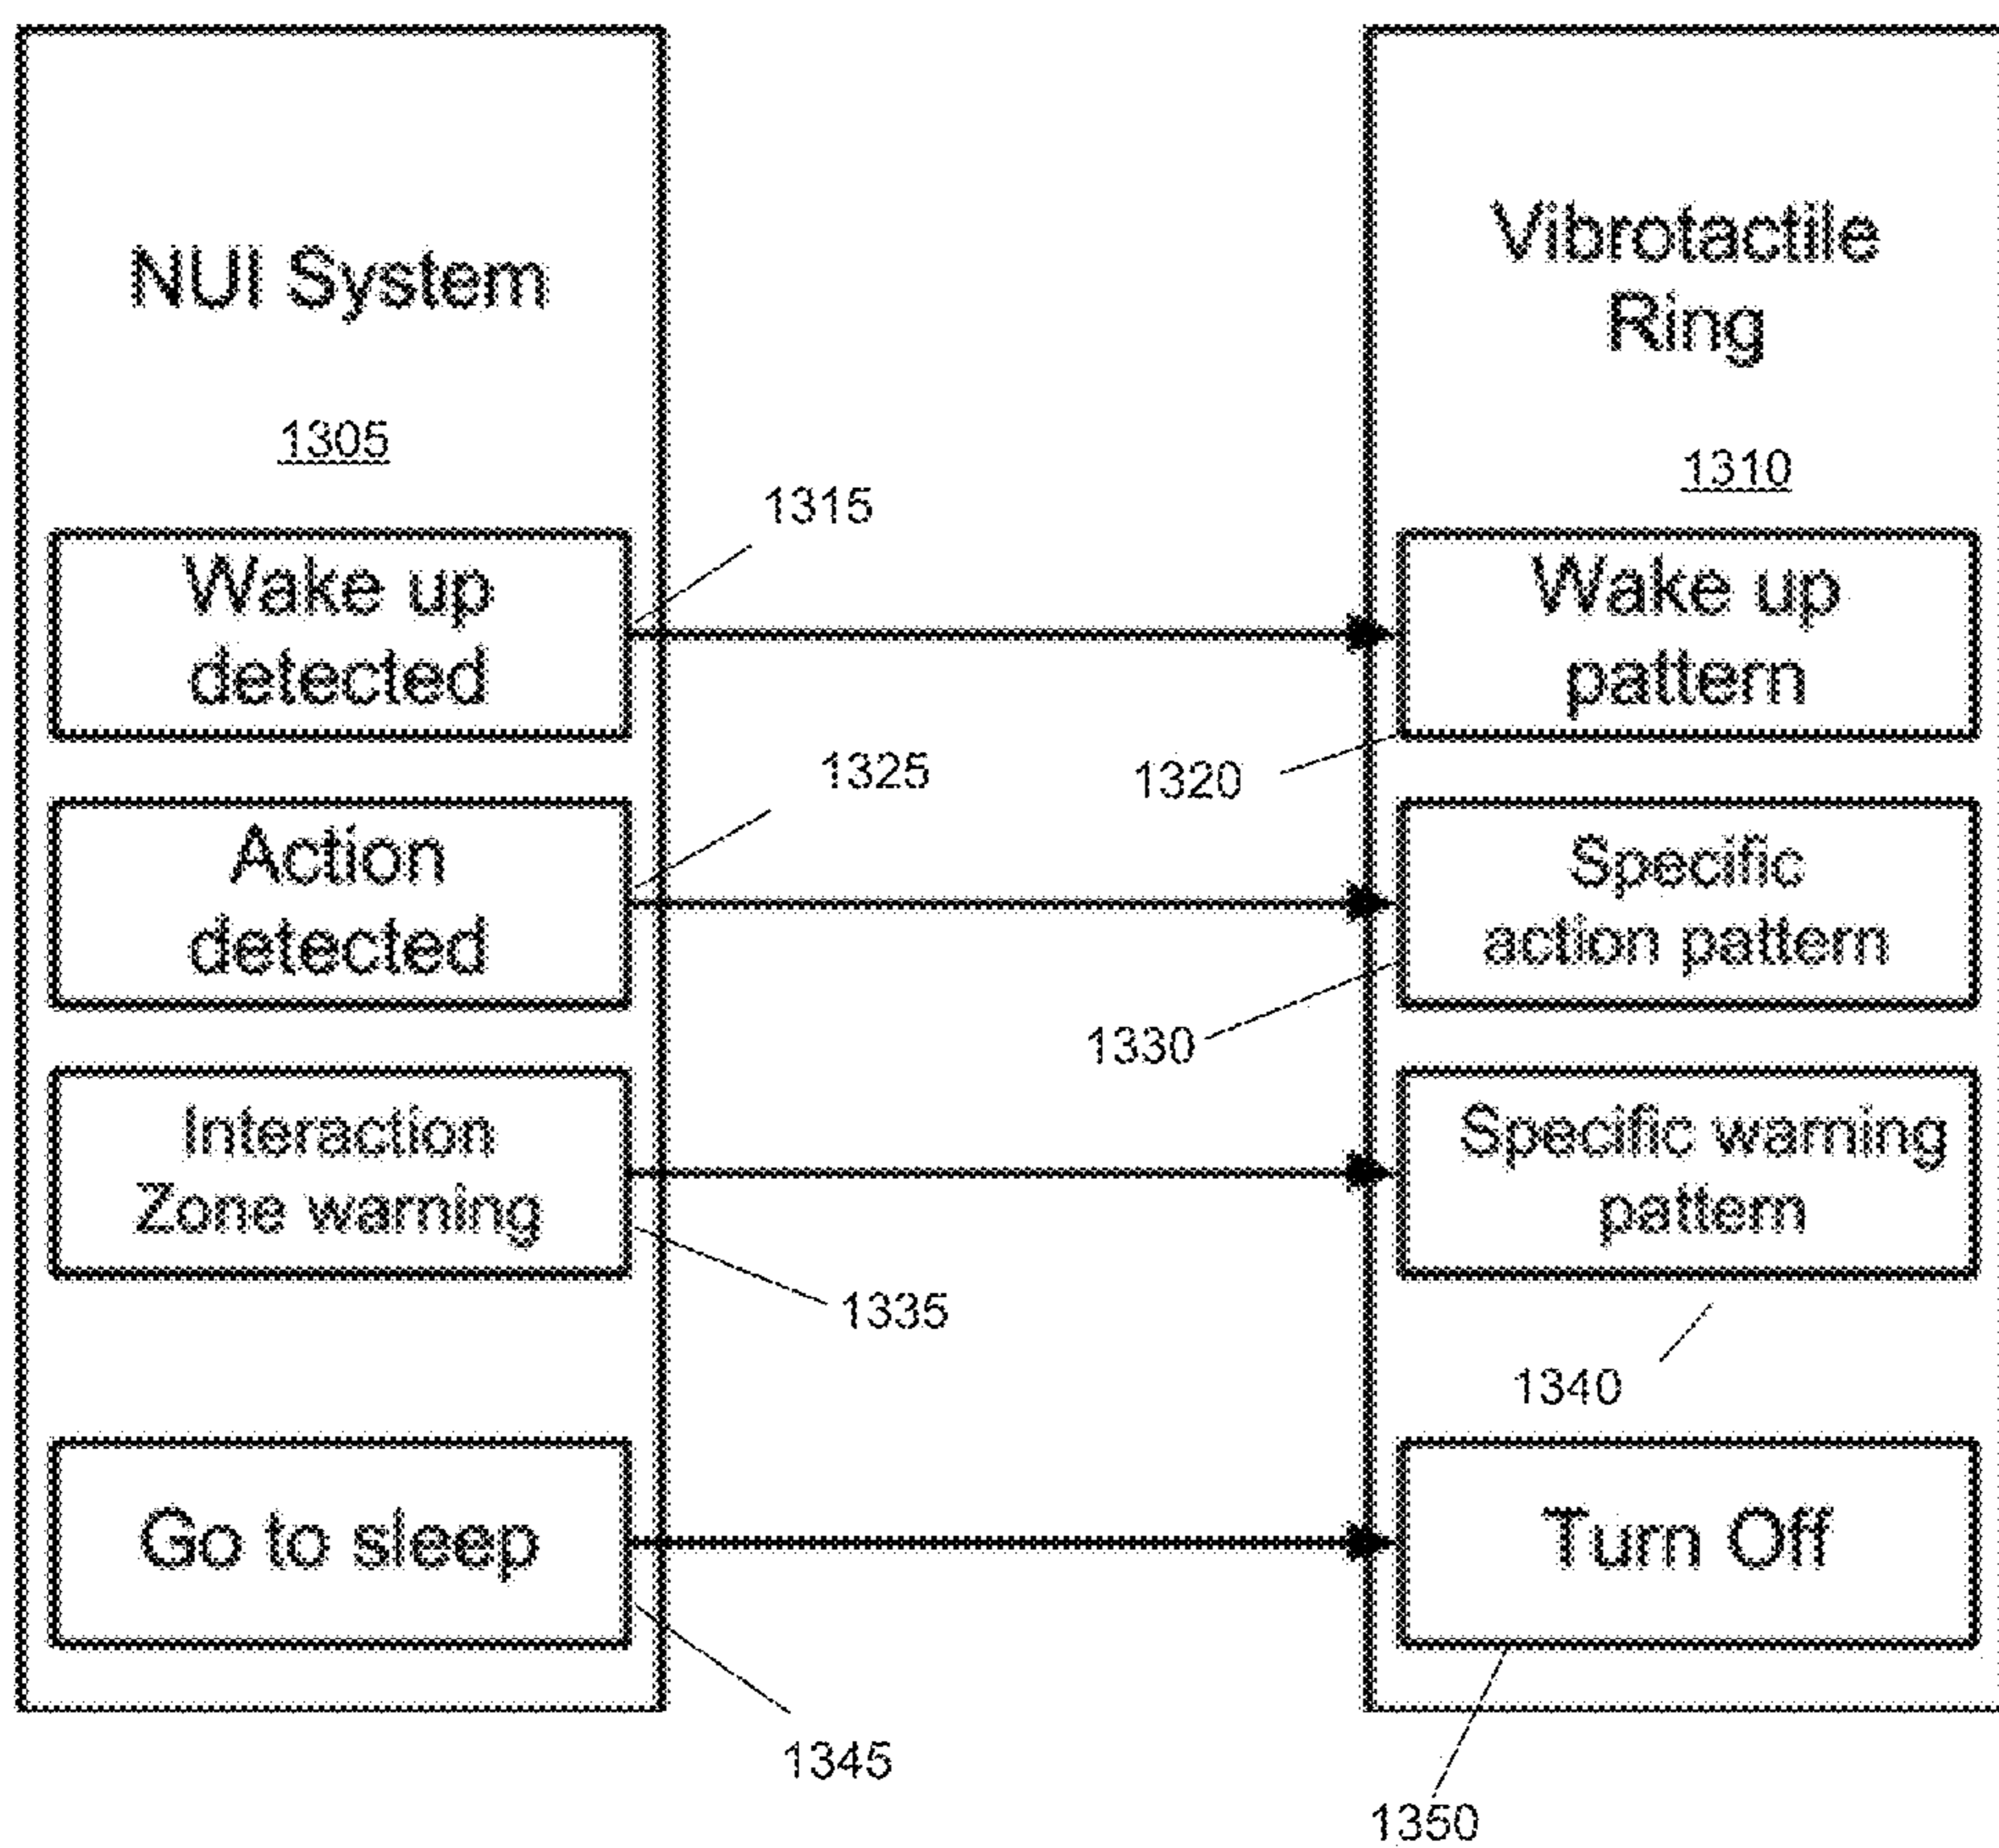 NUI System
1305
Vibrotactile
Ring
1310
1315
Wake up
detected
Wake up
pattern
1320
1325
Action
detected
Specific
action pattern
1330
Interaction
Zone warning
1335
Specific warning
pattern
1340
Go to sleep
1345
Turn Off
1350